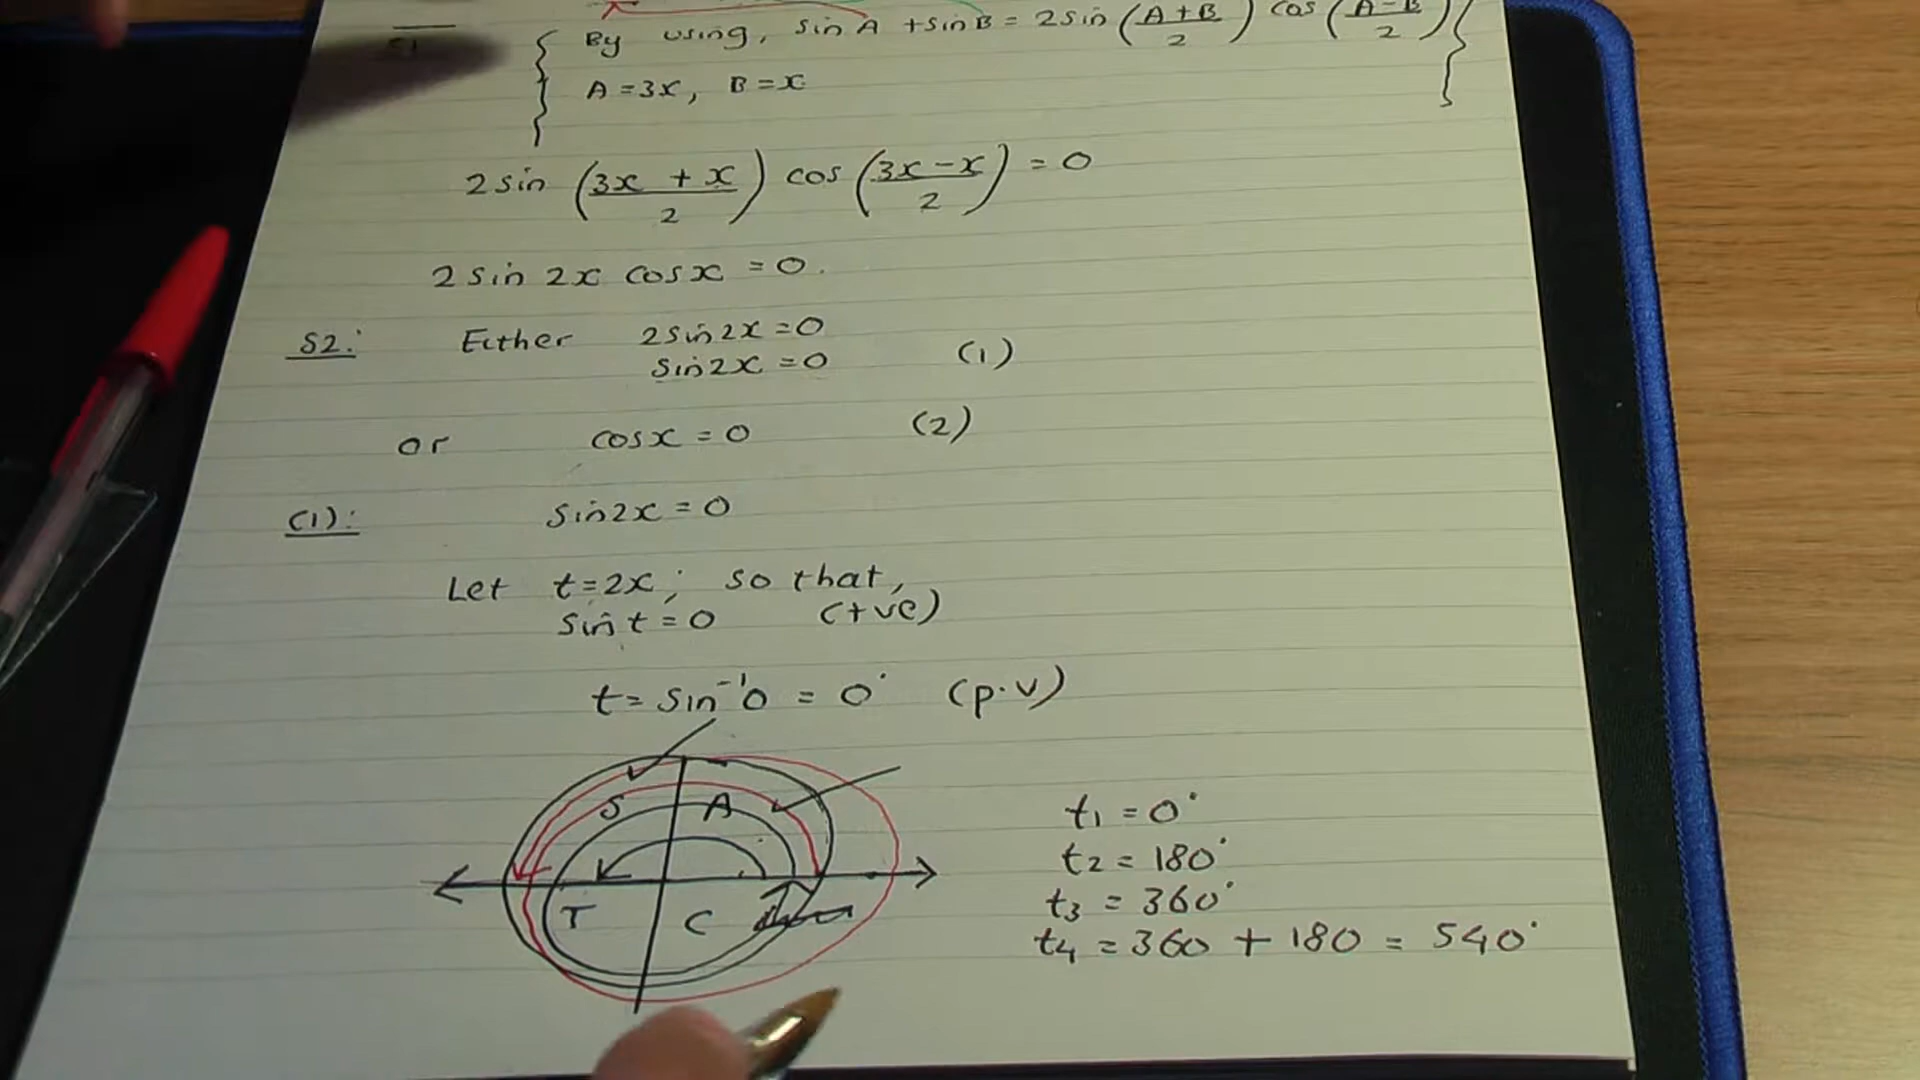 S1
By using, sin A + sin B = 2 sin (A+B/2) cos (A-B/2)
A = 3x, B = x
2 sin (3x + x/2) cos (3x - x/2) = 0
2 sin 2x cos x = 0.
S2: Either 2 sin 2x = 0
sin 2x = 0 (1)
or cos x = 0 (2)
(1): sin 2x = 0
Let t = 2x; so that,
sin t = 0 (+ve)
t = sin⁻¹ 0 = 0° (p.v)
S A
T C
t₁ = 0°
t₂ = 180°
t₃ = 360°
t₄ = 360 + 180 = 540°